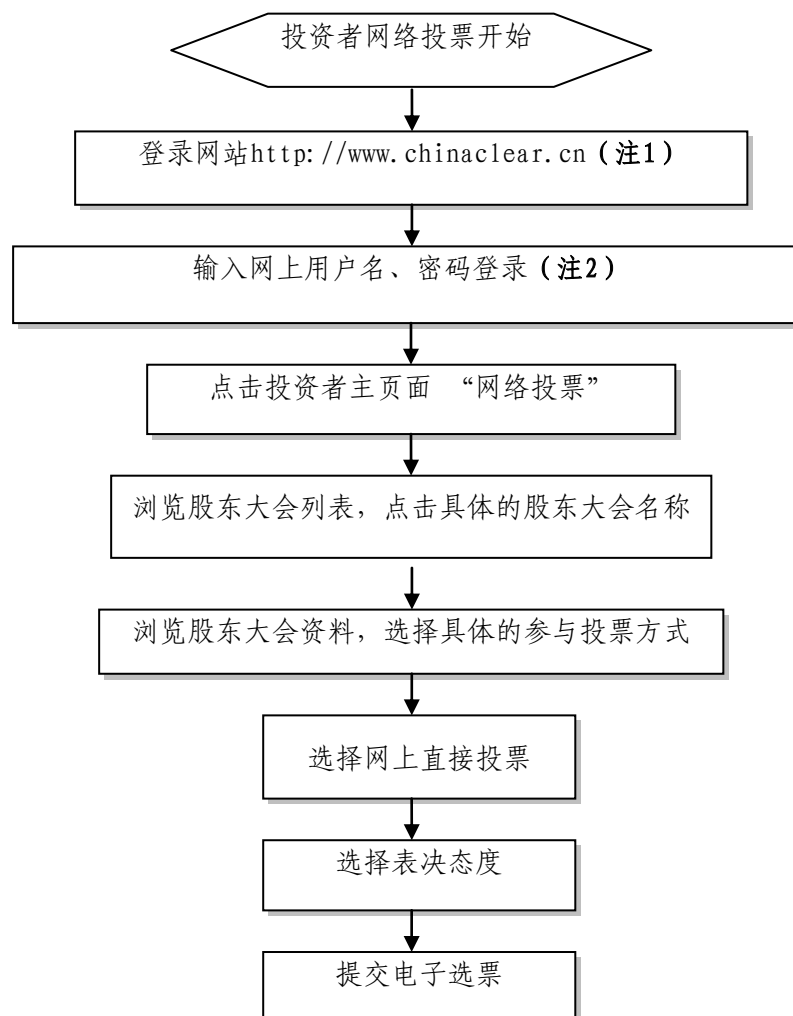 投资者网络投票开始
登录网站http://www.chinaclear.cn（注1）
输入网上用户名、密码登录（注2）
点击投资者主页面 “网络投票”
浏览股东大会列表，点击具体的股东大会名称
浏览股东大会资料，选择具体的参与投票方式
选择网上直接投票
选择表决态度
提交电子选票